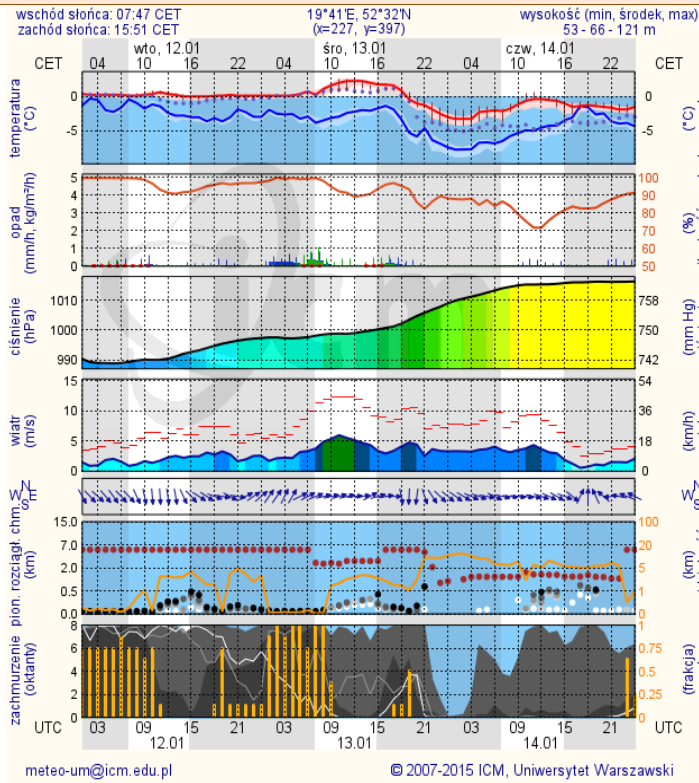 wschód słońca: 07:47 CET 19°41'E, 52°32'N wysokość (min, środek, max)
zachód słońca: 15:51 CET (x=227, y=397) 53 - 66 - 121 m
wto, 12.01 śro, 13.01 czw, 14.01
CET 04 10 16 22 04 10 16 22 04 10 16 22 CET
temperatura (°C) 0 -5 0 -5 (°C)
opad (mm/h, kg/m²/h) 5 4 3 2 1 0 100 90 80 70 60 50 (%)
ciśnienie (hPa) 1010 1000 990 758 750 742 (mm Hg)
wiatr (m/s) 15 10 5 0 54 36 18 0 (km/h)
N W E S N W S
pion. rozciągł. chm. (km) 15.0 7.0 2.0 0.5 0.0 100 20 5 1 0 (km)
zachmurzenie (oktanty) 8 6 4 2 0 1 0.75 0.5 0.25 0 (frakcja)
UTC 03 09 15 21 03 09 15 21 03 09 15 21 UTC
12.01 13.01 14.01
meteo-um@icm.edu.pl © 2007-2015 ICM, Uniwersytet Warszawski